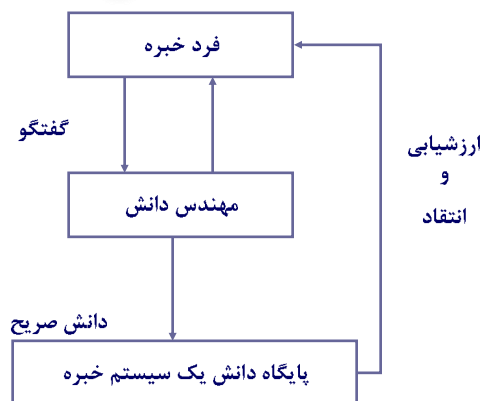 فرد خبره
گفتگو
ارزشیابی
و
انتقاد
مهندس دانش
دانش صریح
پایگاه دانش یک سیستم خبره